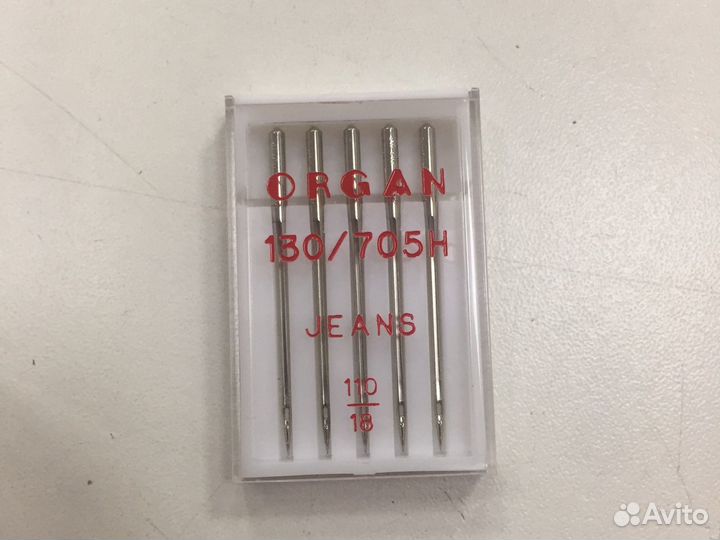 ORGAN
130/705H
JEANS
110
18
Avito